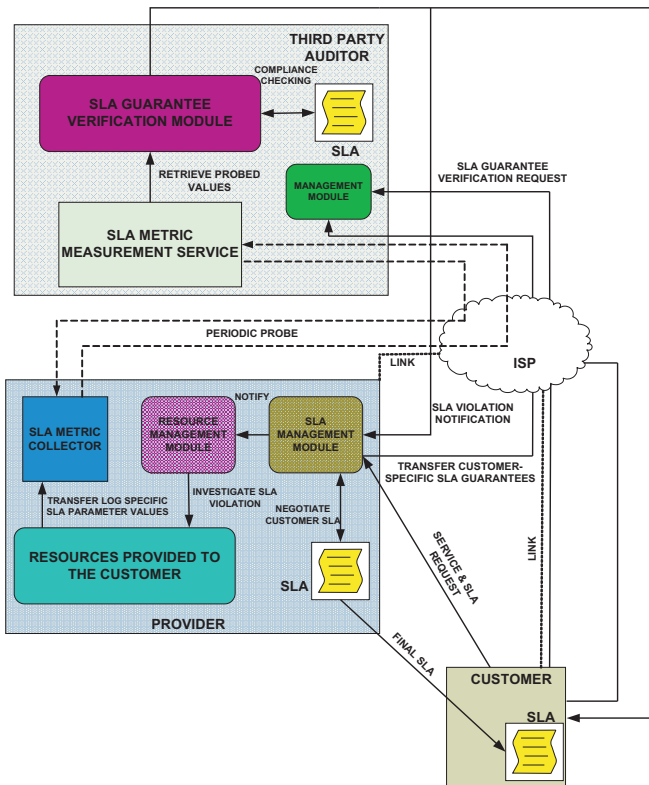 THIRD PARTY
AUDITOR
COMPLIANCE
CHECKING
SLA GUARANTEE
VERIFICATION MODULE
SLA
RETRIEVE PROBED
VALUES
MANAGEMENT
MODULE
SLA GUARANTEE
VERIFICATION REQUEST
SLA METRIC
MEASUREMENT SERVICE
PERIODIC PROBE
LINK
ISP
NOTIFY
SLA METRIC
COLLECTOR
RESOURCE
MANAGEMENT
MODULE
SLA
MANAGEMENT
MODULE
SLA VIOLATION
NOTIFICATION
TRANSFER CUSTOMER-
SPECIFIC SLA GUARANTEES
TRANSFER LOG SPECIFIC
SLA PARAMETER VALUES
INVESTIGATE SLA
VIOLATION
NEGOTIATE
CUSTOMER SLA
RESOURCES PROVIDED TO
THE CUSTOMER
SLA
SERVICE & SLA
REQUEST
LINK
PROVIDER
FINAL SLA
CUSTOMER
SLA